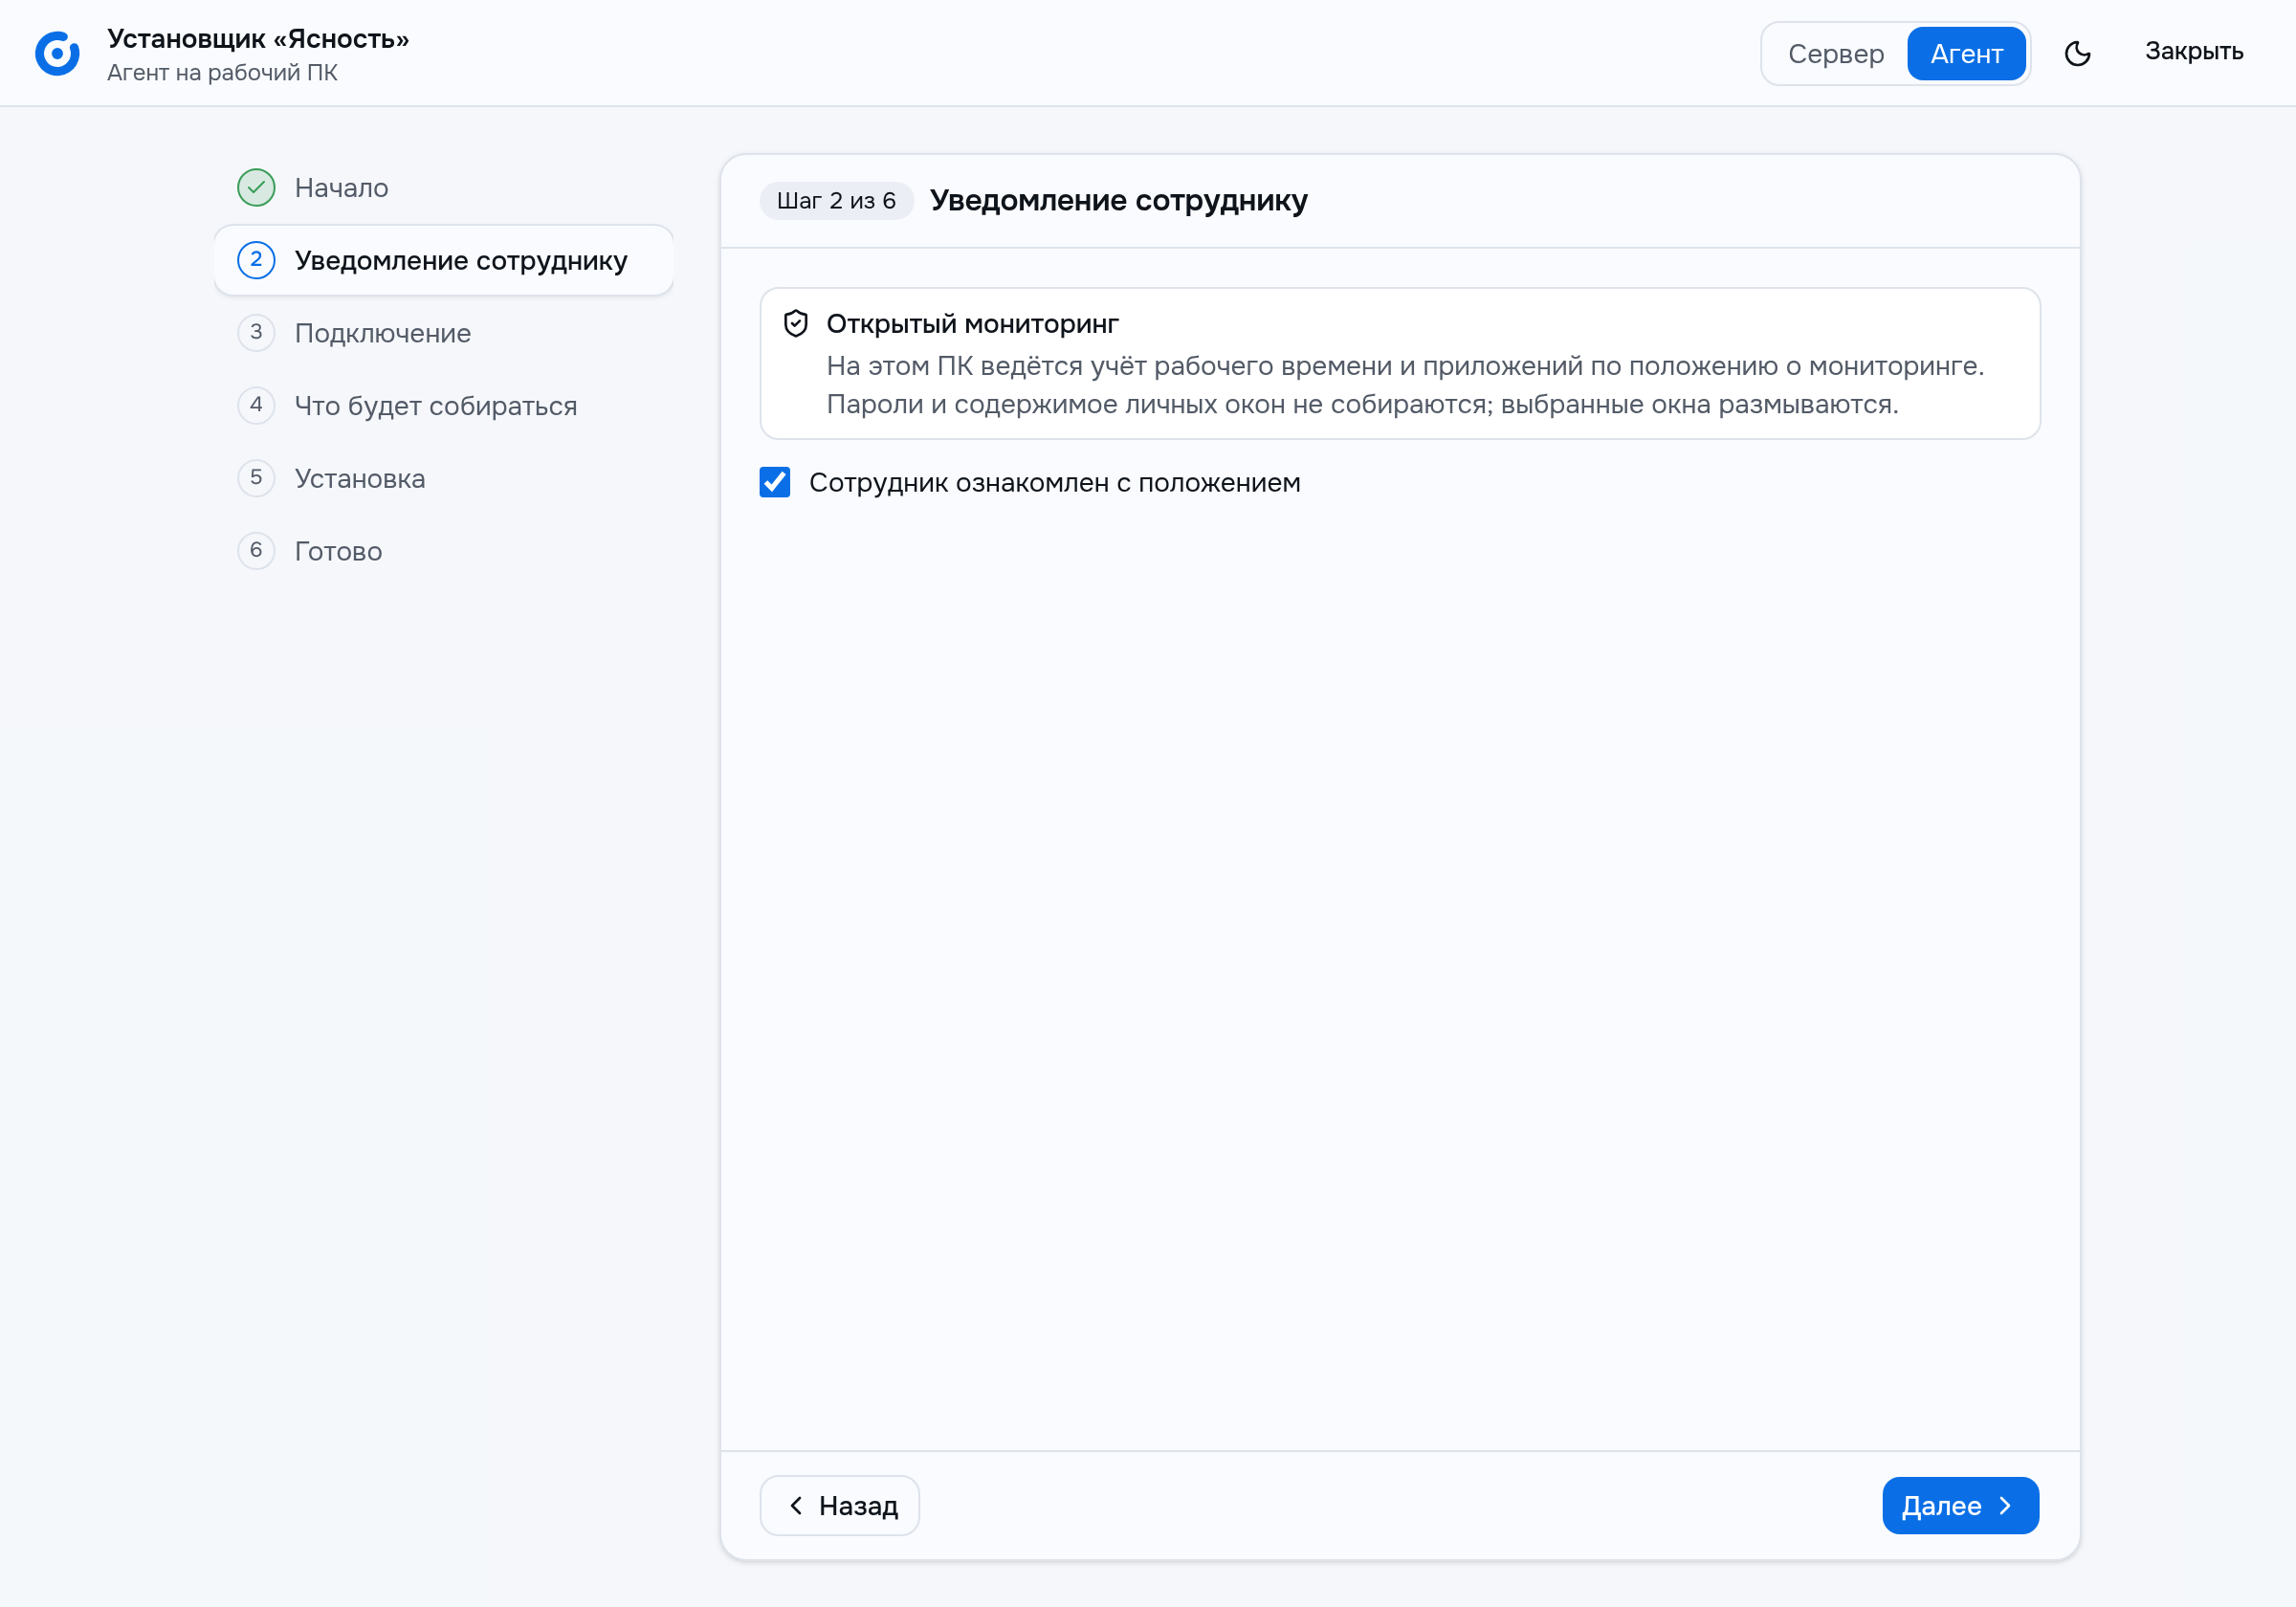 Установщик «Ясность»
Агент на рабочий ПК
Сервер
Агент
Закрыть
Начало
2 Уведомление сотруднику
3 Подключение
4 Что будет собираться
5 Установка
6 Готово
Шаг 2 из 6 Уведомление сотруднику
Открытый мониторинг
На этом ПК ведётся учёт рабочего времени и приложений по положению о мониторинге.
Пароли и содержимое личных окон не собираются; выбранные окна размываются.
Сотрудник ознакомлен с положением
Назад
Далее